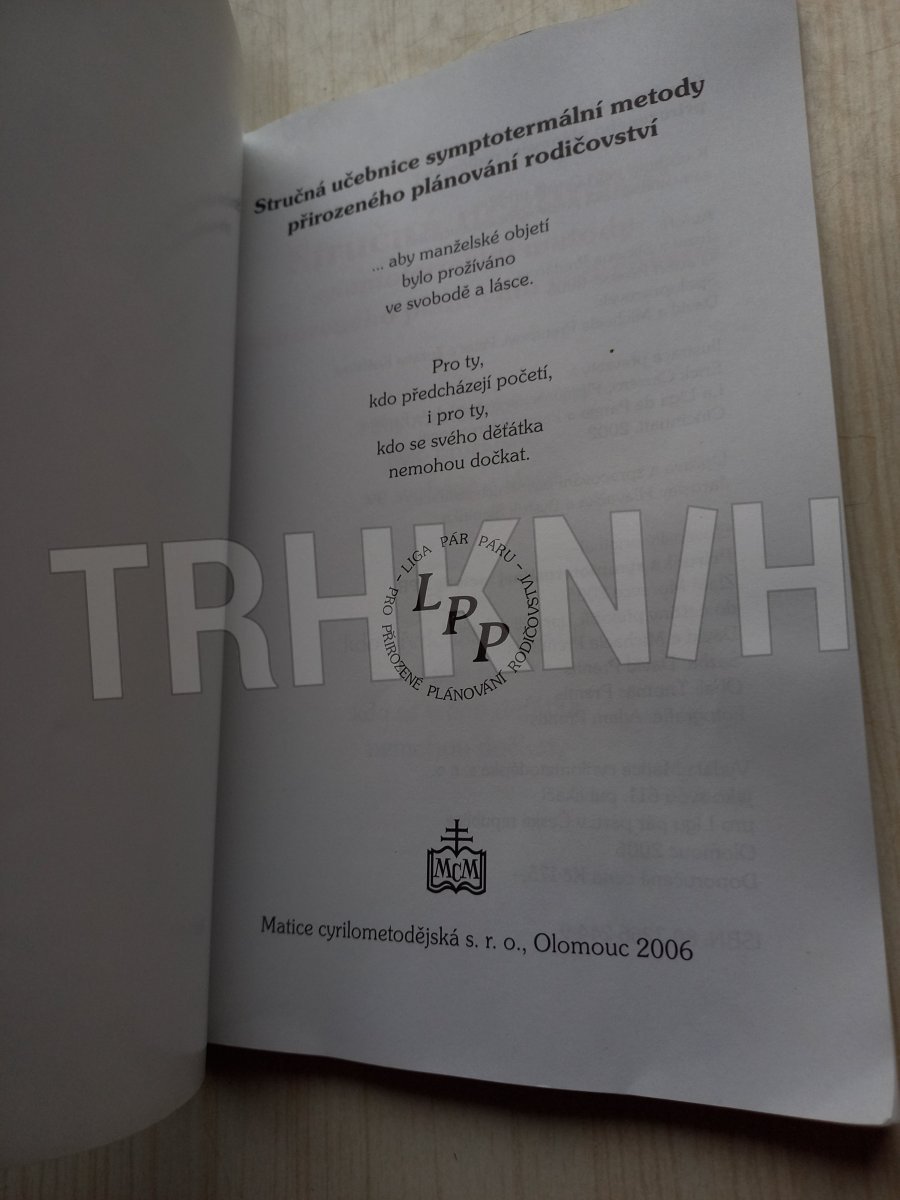 Stručná učebnice symptotermální metody
přirozeného plánování rodičovství
... aby manželské objetí
bylo prožíváno
ve svobodě a lásce.
Pro ty,
kdo předcházejí početí,
i pro ty,
kdo se svého děťátka
nemohou dočkat.
TRHKN/H
– LIGA PÁR PÁRU –
PRO PŘIROZENÉ PLÁNOVÁNÍ RODIČOVSTVÍ
LPP
MCM
Matice cyrilometodějská s. r. o., Olomouc 2006